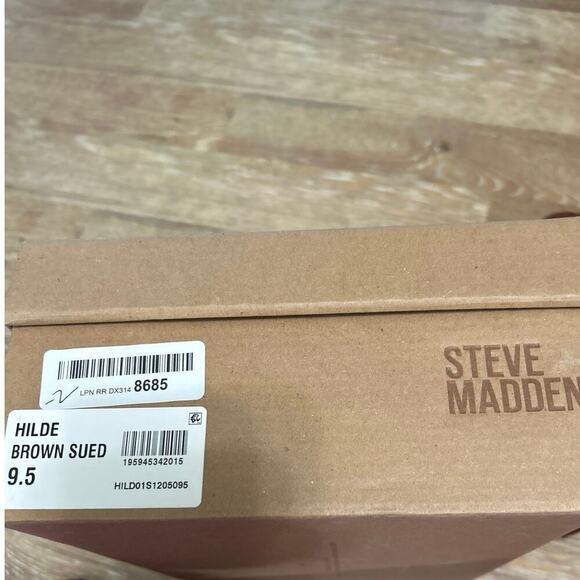 STEVE
MADDEN
LPN RR DX314 8685
HILDE
BROWN SUED
9.5
195945342015
HILD01S1205095